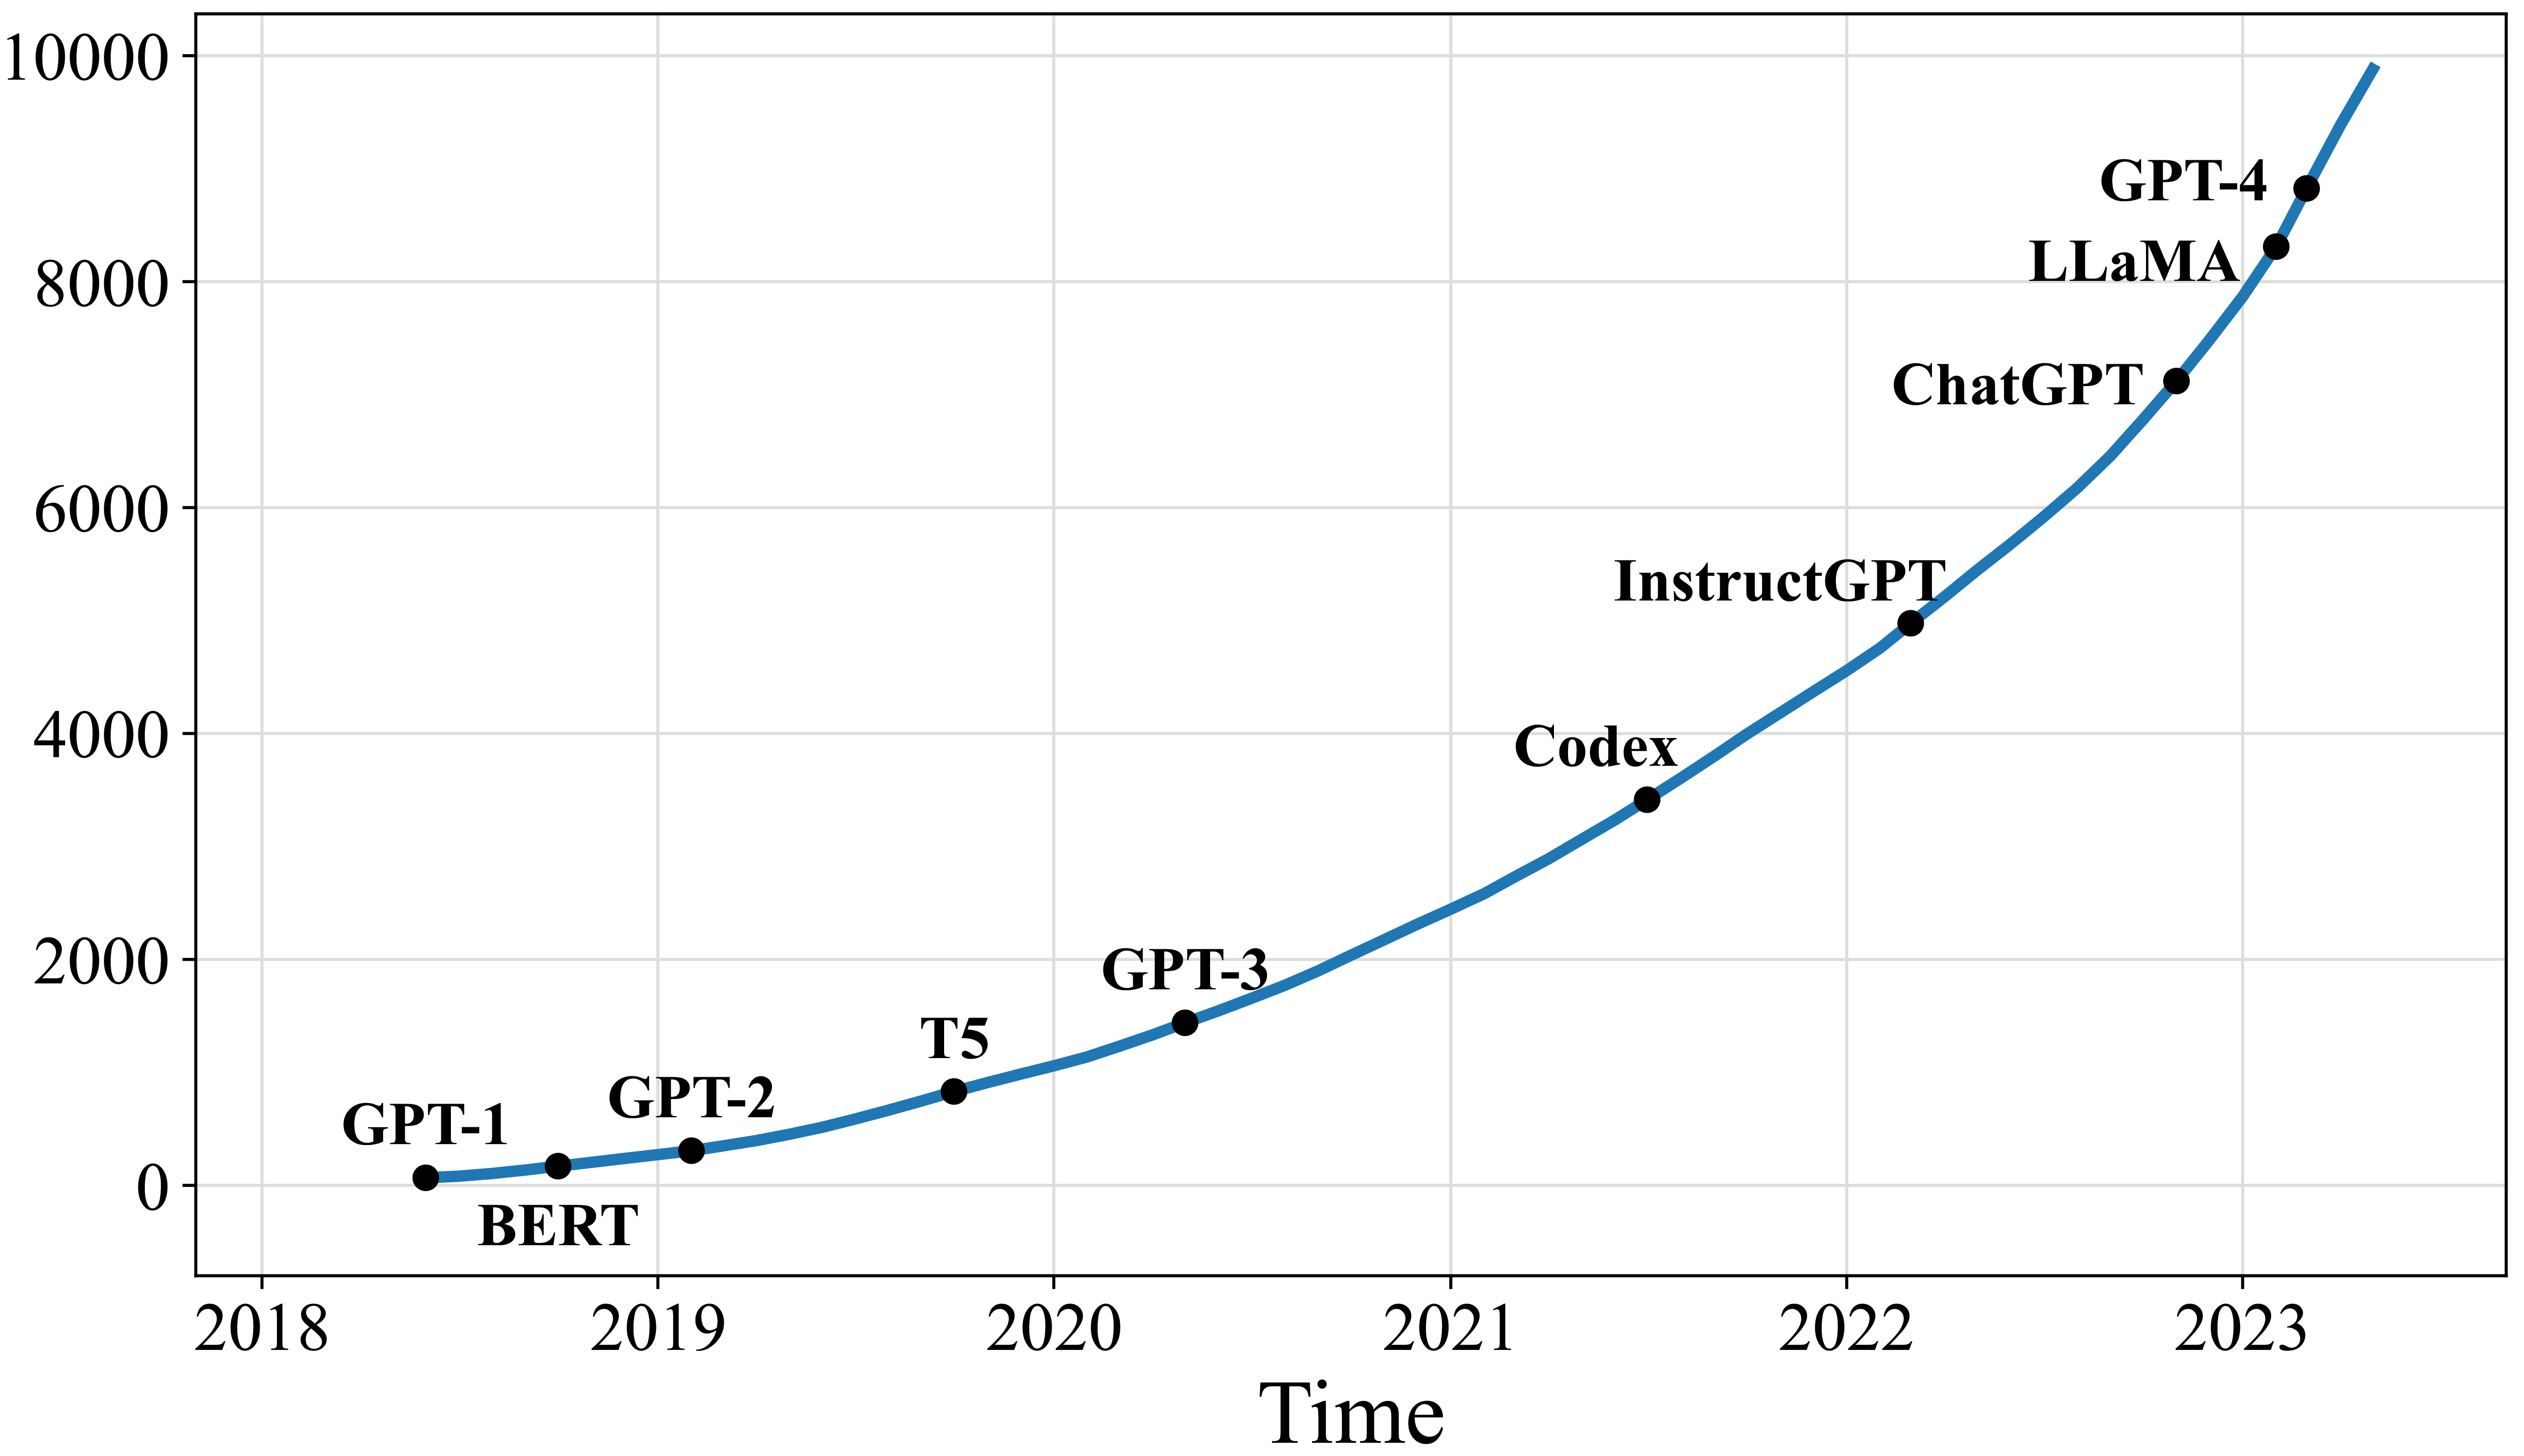 10000
8000
6000
4000
2000
0
GPT-4
LLaMA
ChatGPT
InstructGPT
Codex
GPT-3
T5
GPT-2
GPT-1
BERT
2018 2019 2020 2021 2022 2023
Time